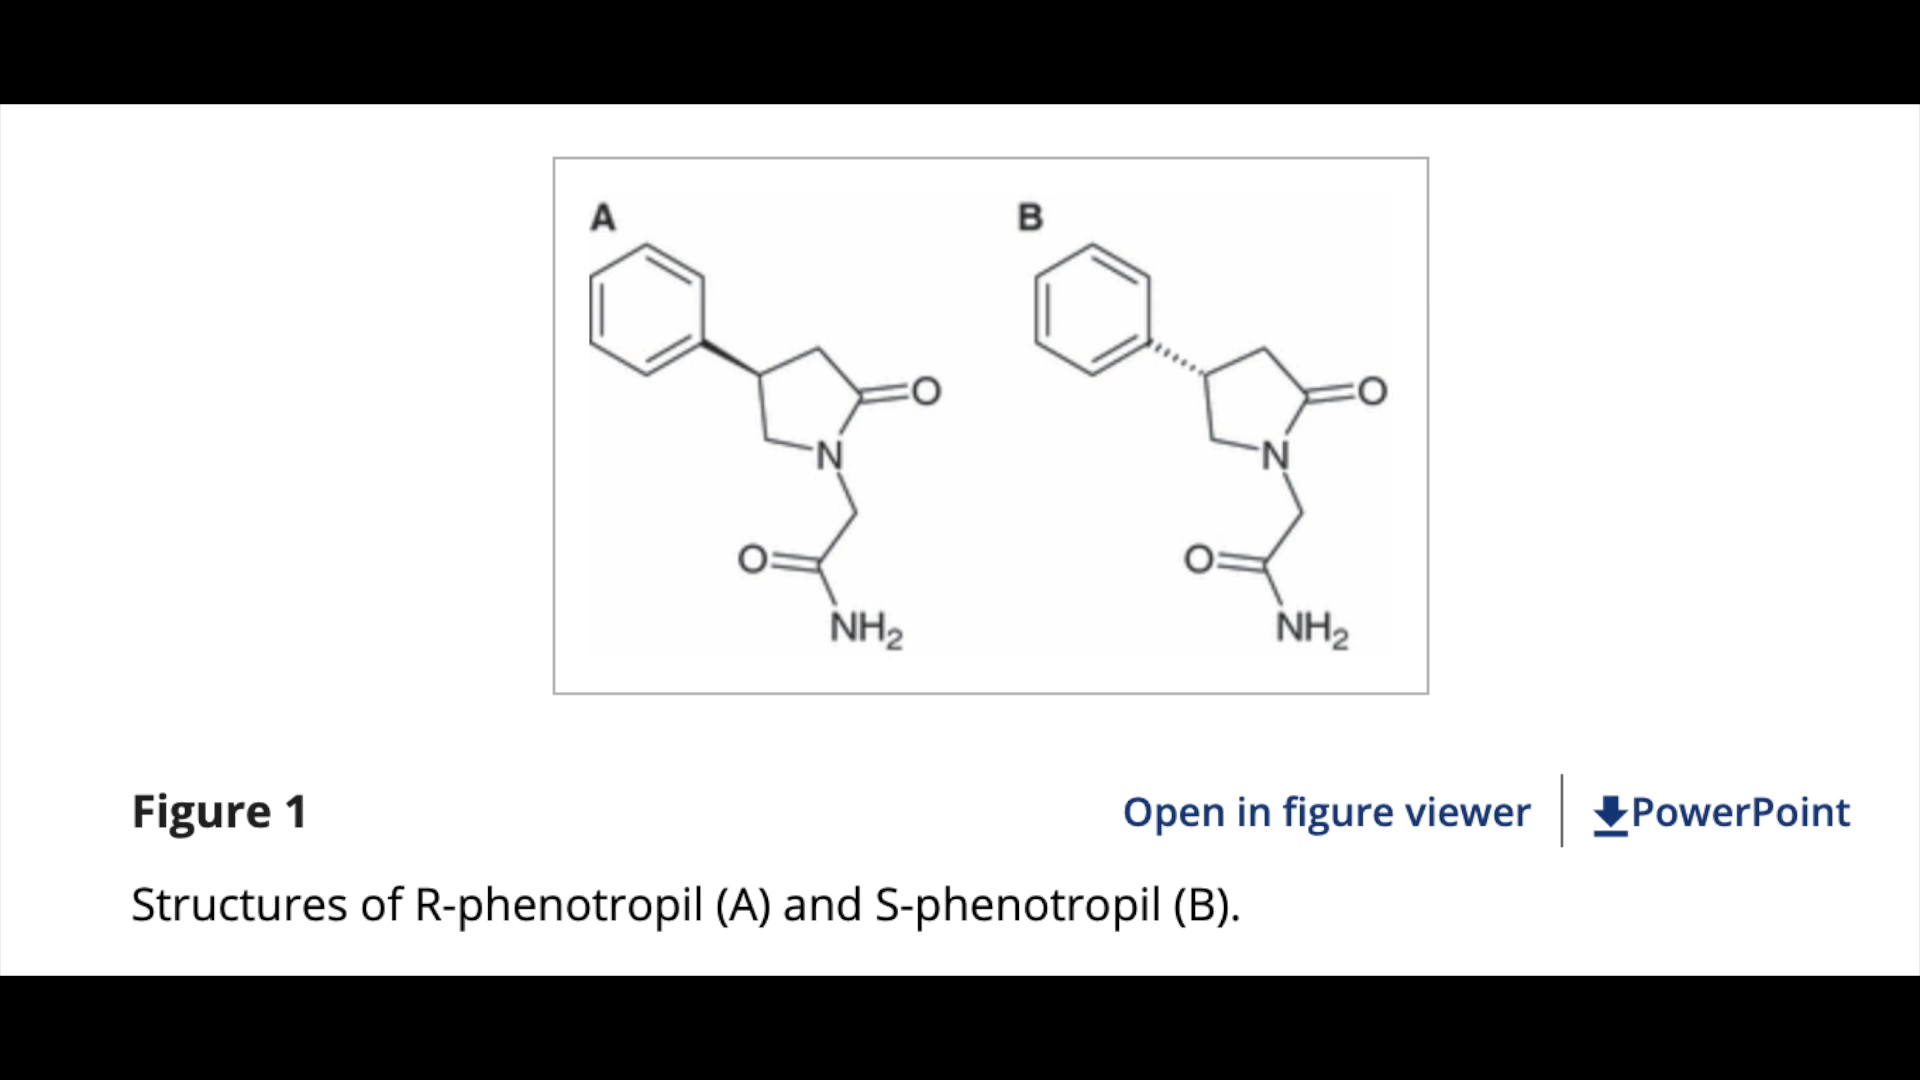 A
B
O
O
N
N
O
O
NH₂
NH₂
Figure 1
Open in figure viewer
PowerPoint
Structures of R-phenotropil (A) and S-phenotropil (B).